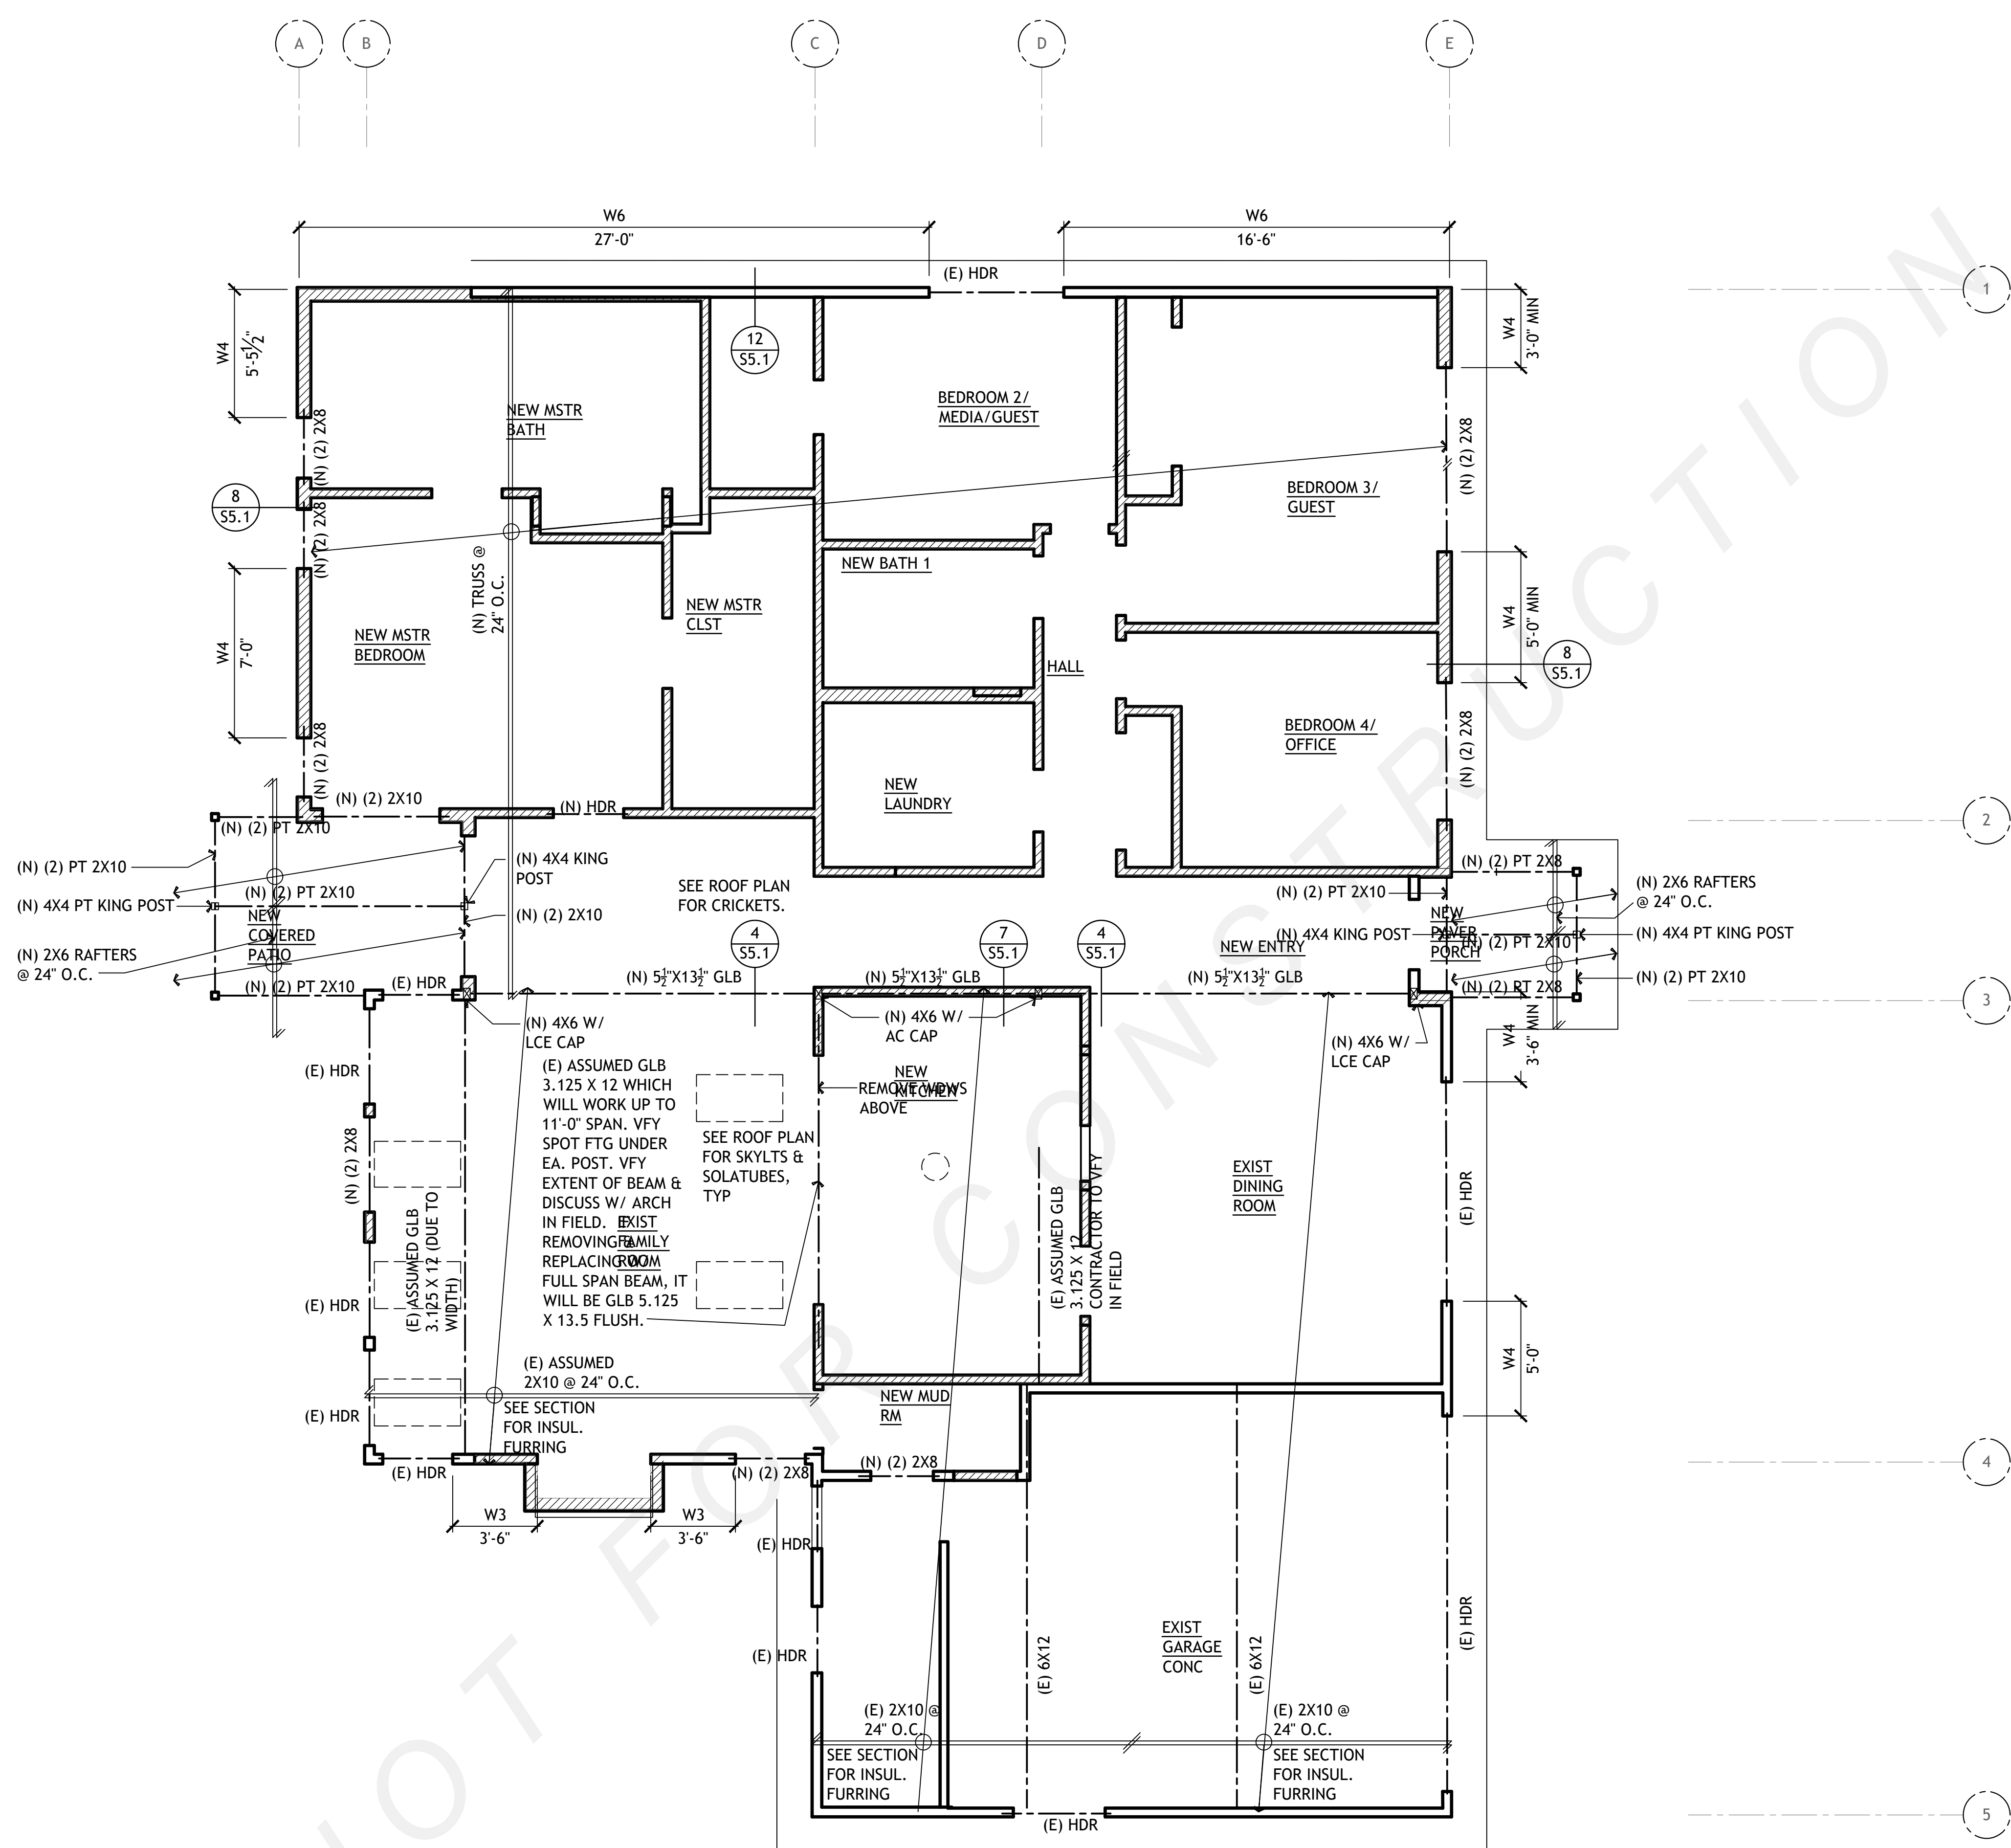 A
B
C
D
E
W6
27'-0"
W6
16'-6"
(E) HDR
1
W4
5'-5½"
W4
3'-0" MIN
12
S5.1
NEW MSTR
BATH
BEDROOM 2/
MEDIA/GUEST
(N) (2) 2X8
(N) (2) 2X8
8
S5.1
BEDROOM 3/
GUEST
(N) (2) 2X8
(N) TRUSS @
24" O.C.
NEW BATH 1
NEW MSTR
CLST
W4
7'-0"
NEW MSTR
BEDROOM
W4
5'-0" MIN
HALL
8
S5.1
BEDROOM 4/
OFFICE
(N) (2) 2X8
(N) (2) 2X8
NEW
LAUNDRY
(N) (2) 2X10
(N) HDR
2
(N) (2) PT 2X10
(N) (2) PT 2X10
(N) 4X4 KING
POST
(N) (2) PT 2X8
SEE ROOF PLAN
FOR CRICKETS.
(N) (2) PT 2X10
(N) (2) PT 2X10
(N) 2X6 RAFTERS
@ 24" O.C.
(N) 4X4 PT KING POST
NEW
COVERED
PATIO
(N) (2) 2X10
NEW
PAVER
PORCH
(N) 4X4 KING POST
(N) (2) PT 2X10
(N) 4X4 PT KING POST
NEW ENTRY
(N) 2X6 RAFTERS
@ 24" O.C.
4
S5.1
7
S5.1
4
S5.1
(N) (2) PT 2X10
(E) HDR
(N) 5½"X13½" GLB
(N) 5½"X13½" GLB
(N) 5½"X13½" GLB
(N) (2) PT 2X8
(N) (2) PT 2X10
3
(N) 4X6 W/
LCE CAP
(N) 4X6 W/
AC CAP
(N) 4X6 W/
LCE CAP
W4
3'-6" MIN
(E) HDR
(E) ASSUMED GLB
3.125 X 12 WHICH
WILL WORK UP TO
11'-0" SPAN. VFY
SPOT FTG UNDER
EA. POST. VFY
EXTENT OF BEAM &
DISCUSS W/ ARCH
IN FIELD. IF
REMOVING &
REPLACING W/
FULL SPAN BEAM, IT
WILL BE GLB 5.125
X 13.5 FLUSH.
EXIST
FAMILY
ROOM
NEW
KITCHEN
REMOVE WDWS
ABOVE
SEE ROOF PLAN
FOR SKYLTS &
SOLATUBES,
TYP
(N) (2) 2X8
(E) ASSUMED GLB
3.125 X 12 (DUE TO
WIDTH)
(E) ASSUMED GLB
3.125 X 12
CONTRACTOR TO VFY
IN FIELD
EXIST
DINING
ROOM
(E) HDR
(E) HDR
W4
5'-0"
(E) ASSUMED
2X10 @ 24" O.C.
(E) HDR
SEE SECTION
FOR INSUL.
FURRING
NEW MUD
RM
(E) HDR
(N) (2) 2X8
(N) (2) 2X8
4
W3
3'-6"
W3
3'-6"
(E) HDR
(E) HDR
(E) 6X12
(E) 6X12
EXIST
GARAGE
CONC
(E) HDR
(E) 2X10 @
24" O.C.
SEE SECTION
FOR INSUL.
FURRING
(E) 2X10 @
24" O.C.
SEE SECTION
FOR INSUL.
FURRING
(E) HDR
5
NOT FOR CONSTRUCTION